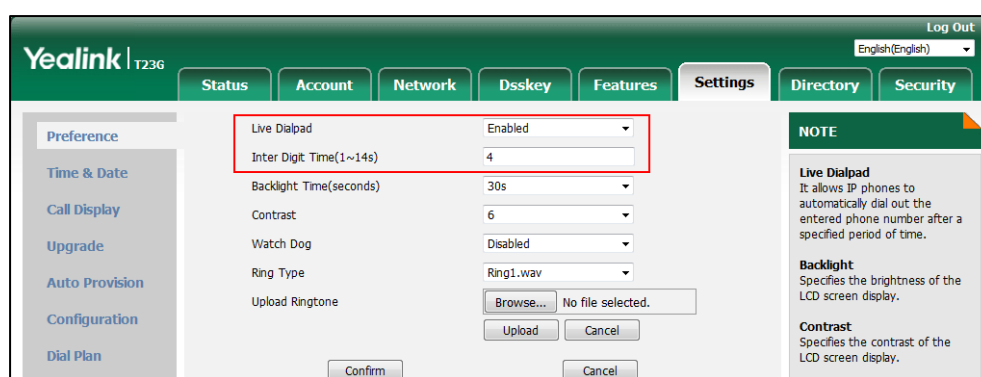 Log Out
Yealink | T23G
English(English)
Status Account Network Dsskey Features Settings Directory Security
Preference
Time & Date
Call Display
Upgrade
Auto Provision
Configuration
Dial Plan
Live Dialpad Enabled
Inter Digit Time(1~14s) 4
Backlight Time(seconds) 30s
Contrast 6
Watch Dog Disabled
Ring Type Ring1.wav
Upload Ringtone Browse... No file selected.
Upload Cancel
Confirm Cancel
NOTE
Live Dialpad
It allows IP phones to
automatically dial out the
entered phone number after a
specified period of time.
Backlight
Specifies the brightness of the
LCD screen display.
Contrast
Specifies the contrast of the
LCD screen display.